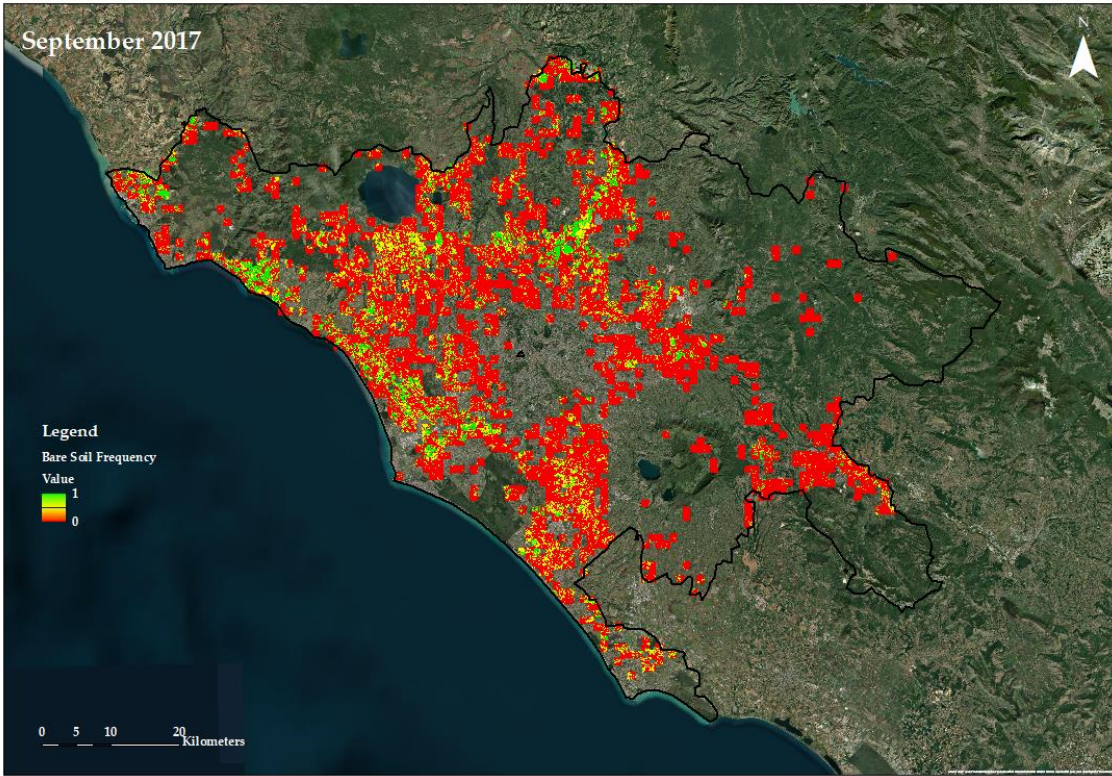 September 2017
N
Legend
Bare Soil Frequency
Value
1
0
0 5 10 20
Kilometers